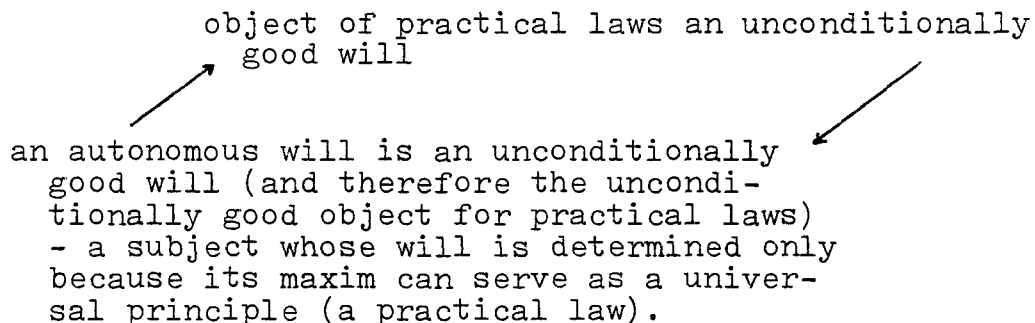 object of practical laws an unconditionally
good will
an autonomous will is an unconditionally
good will (and therefore the uncondi-
tionally good object for practical laws)
- a subject whose will is determined only
because its maxim can serve as a univer-
sal principle (a practical law).